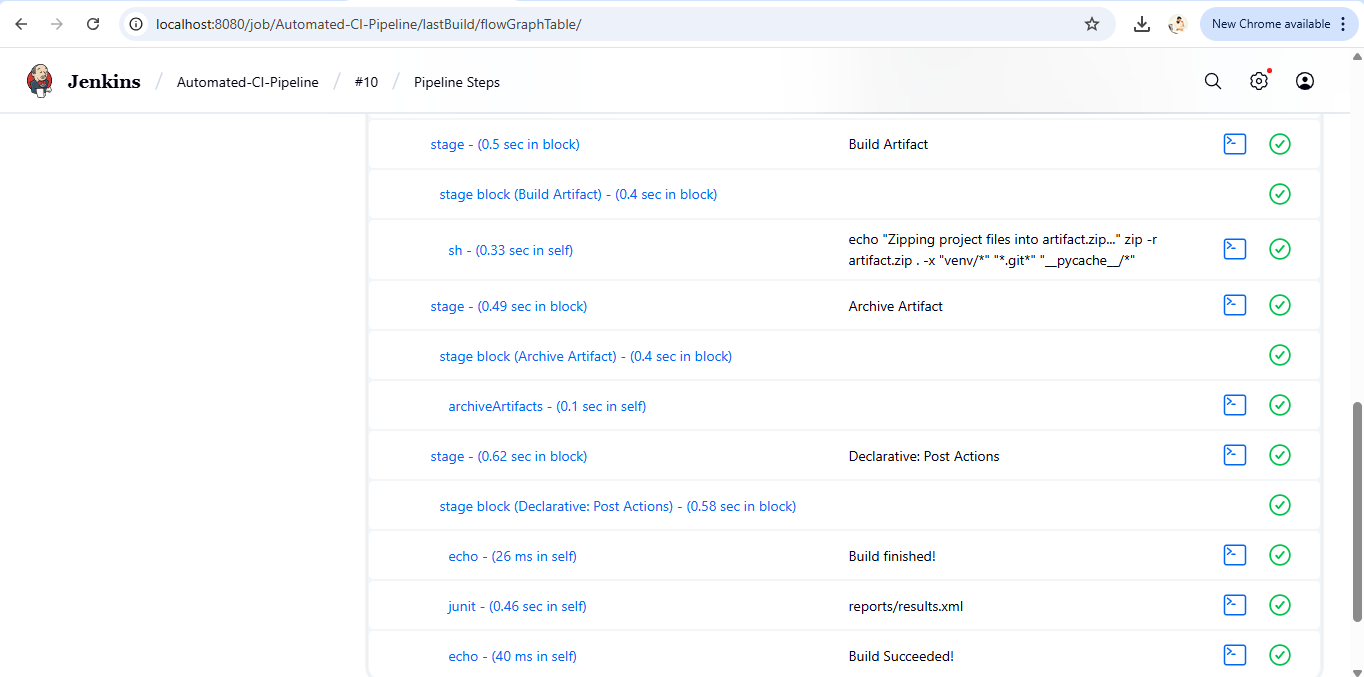 localhost:8080/job/Automated-CI-Pipeline/lastBuild/flowGraphTable/
New Chrome available
Jenkins / Automated-CI-Pipeline / #10 / Pipeline Steps
stage - (0.5 sec in block) Build Artifact
stage block (Build Artifact) - (0.4 sec in block)
sh - (0.33 sec in self) echo "Zipping project files into artifact.zip..." zip -r
artifact.zip . -x "venv/*" "*.git*" "__pycache__/*"
stage - (0.49 sec in block) Archive Artifact
stage block (Archive Artifact) - (0.4 sec in block)
archiveArtifacts - (0.1 sec in self)
stage - (0.62 sec in block) Declarative: Post Actions
stage block (Declarative: Post Actions) - (0.58 sec in block)
echo - (26 ms in self) Build finished!
junit - (0.46 sec in self) reports/results.xml
echo - (40 ms in self) Build Succeeded!